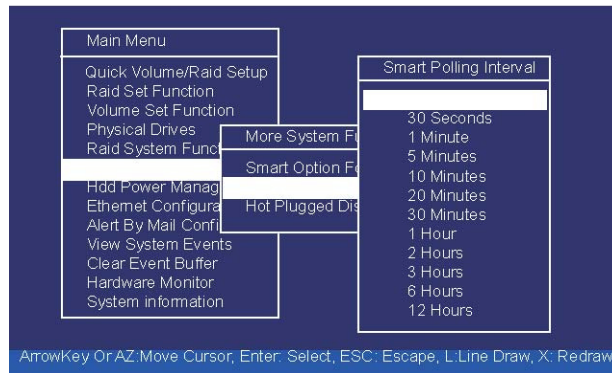 Main Menu
Quick Volume/Raid Setup
Raid Set Function
Volume Set Function
Physical Drives
Raid System Funct
Hdd Power Manag
Ethernet Configura
Alert By Mail Confi
View System Events
Clear Event Buffer
Hardware Monitor
System information
More System Fu
Smart Option Fo
Hot Plugged Dis
Smart Polling Interval
30 Seconds
1 Minute
5 Minutes
10 Minutes
20 Minutes
30 Minutes
1 Hour
2 Hours
3 Hours
6 Hours
12 Hours
ArrowKey Or AZ:Move Cursor, Enter: Select, ESC: Escape, L:Line Draw, X: Redraw